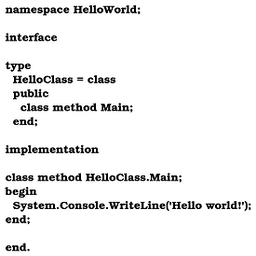 namespace HelloWorld;

interface

type
  HelloClass = class
  public
    class method Main;
  end;

implementation

class method HelloClass.Main;
begin
  System.Console.WriteLine('Hello world!');
end;

end.